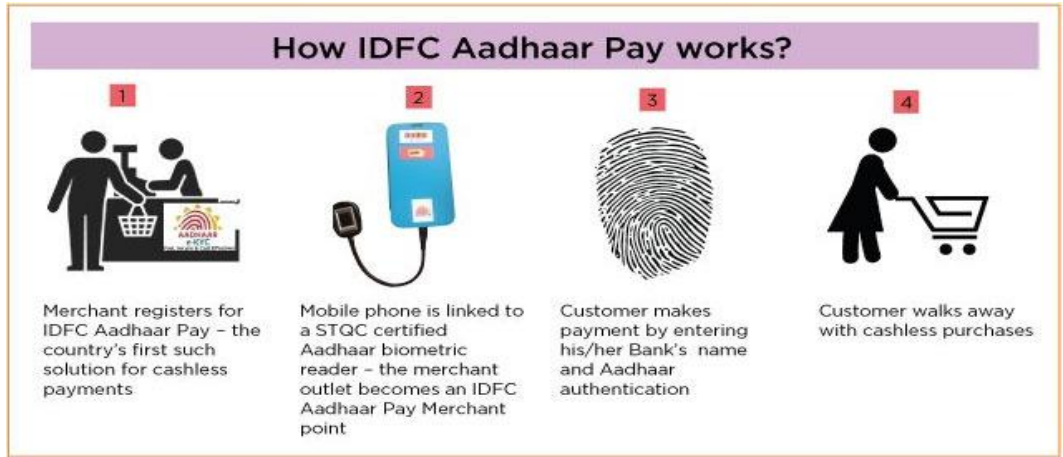 How IDFC Aadhaar Pay works?
1
2
3
4
AADHAAR
e-KYC
Merchant registers for
IDFC Aadhaar Pay – the
country's first such
solution for cashless
payments
Mobile phone is linked to
a STQC certified
Aadhaar biometric
reader – the merchant
outlet becomes an IDFC
Aadhaar Pay Merchant
point
Customer makes
payment by entering
his/her Bank's name
and Aadhaar
authentication
Customer walks away
with cashless purchases